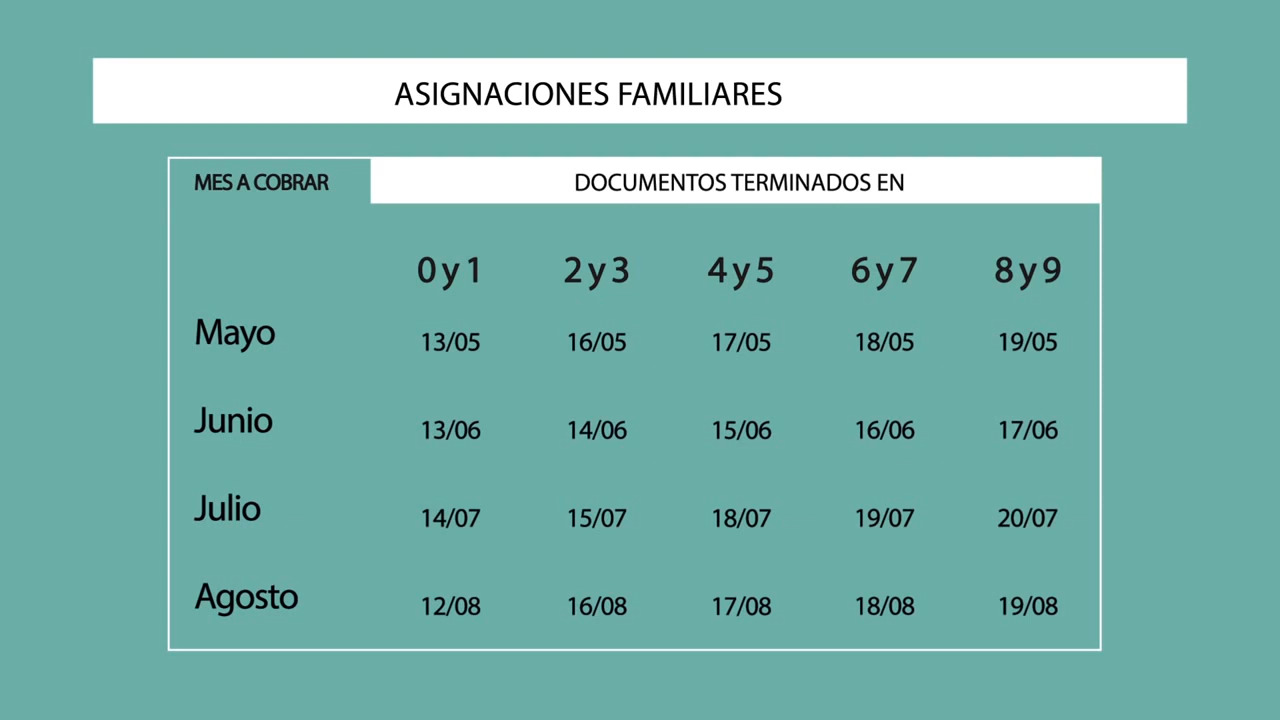 ASIGNACIONES FAMILIARES
MES A COBRAR DOCUMENTOS TERMINADOS EN
0 y 1 2 y 3 4 y 5 6 y 7 8 y 9
Mayo 13/05 16/05 17/05 18/05 19/05
Junio 13/06 14/06 15/06 16/06 17/06
Julio 14/07 15/07 18/07 19/07 20/07
Agosto 12/08 16/08 17/08 18/08 19/08